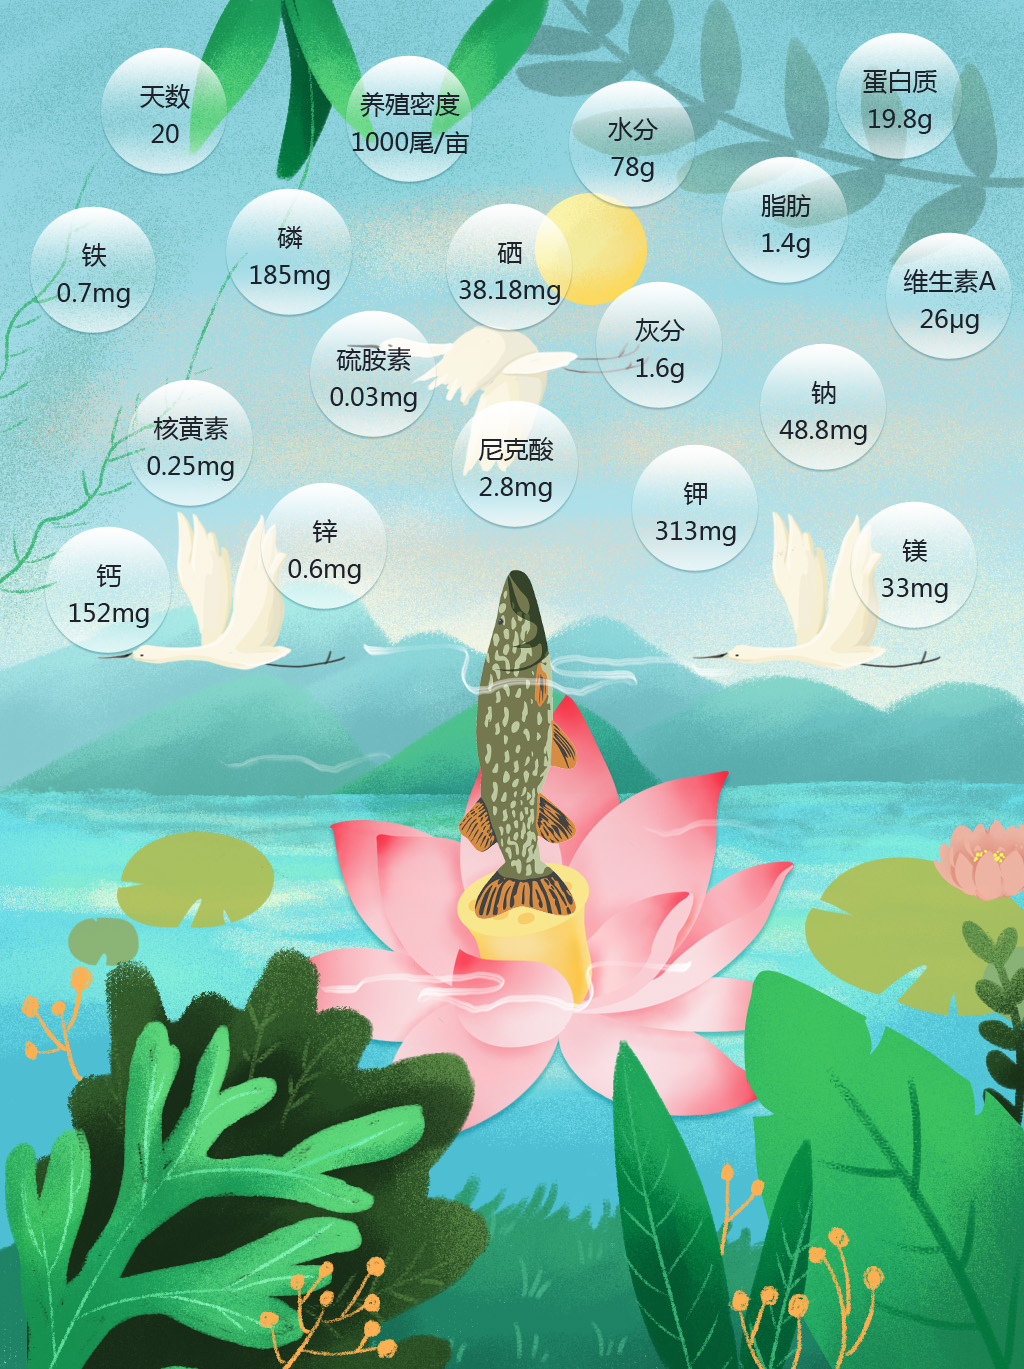 天数
20
养殖密度
1000尾/亩
水分
78g
蛋白质
19.8g
脂肪
1.4g
铁
0.7mg
磷
185mg
硒
38.18mg
维生素A
26μg
灰分
1.6g
硫胺素
0.03mg
钠
48.8mg
核黄素
0.25mg
尼克酸
2.8mg
钾
313mg
锌
0.6mg
镁
33mg
钙
152mg